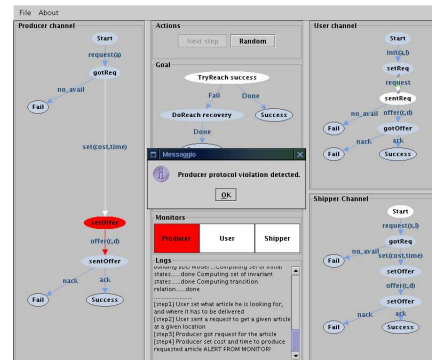 File About
Producer channel
Start
request(a)
gotReq
no_avail
Fail
set(cost,time)
setOffer
offer(c,d)
sentOffer
nack
ack
Fail
Success
Actions
Next step
Random
Goal
TryReach success
Fail
Done
DoReach recovery
Success
Done
Messaggio
Producer protocol violation detected.
OK
Monitors
Producer
User
Shipper
Logs
states.....done Computing set of invariant
states.....done Computing transition
relation.....done
[step1] User set what article he is looking for,
and where it has to be delivered
[step2] User sent a request to get a given article
at a given location
[step3] Producer got request for the article
[step4] Producer set cost and time to produce
requested article ALERT FROM MONITOR!
User channel
Start
init(a,l)
setReq
request
sentReq
no_avail
offer(c,d)
Fail
gotOffer
nack
ack
Fail
Success
Shipper Channel
Start
request(s,l)
gotReq
no_avail
set(cost,time)
Fail
setOffer
offer(c,d)
setOffer
nack
ack
Fail
Success